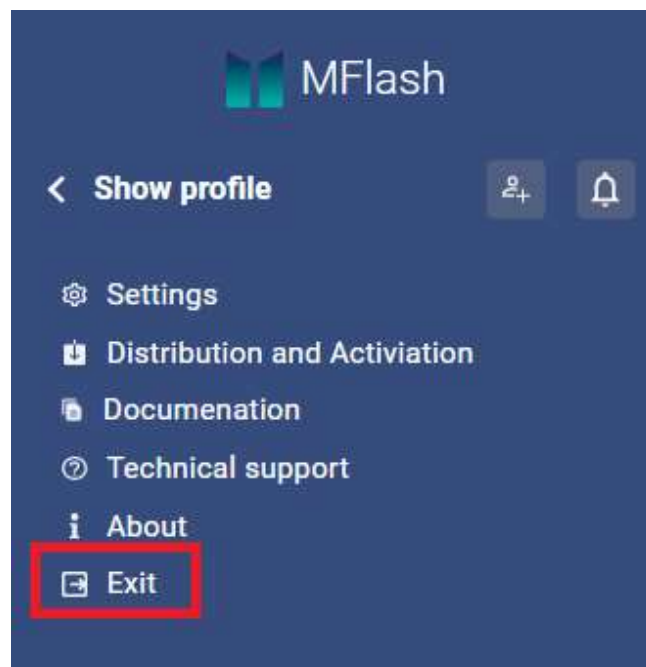 MFlash
Show profile
Settings
Distribution and Activiation
Documenation
Technical support
About
Exit